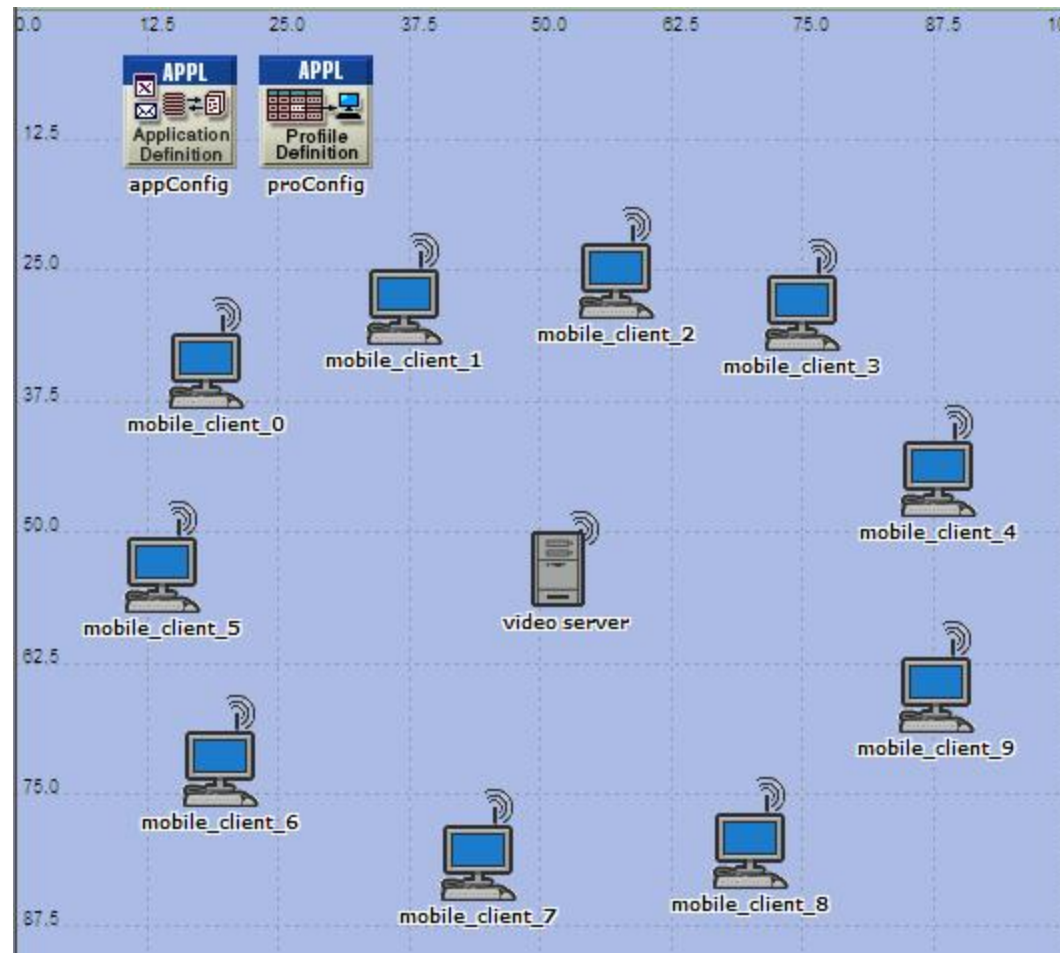 0.0 12.5 25.0 37.5 50.0 62.5 75.0 87.5 10
APPL APPL
Application Profiile
Definition Definition
12.5
appConfig proConfig
25.0
mobile_client_2
mobile_client_1
mobile_client_3
37.5
mobile_client_0
50.0
mobile_client_4
video server
mobile_client_5
62.5
mobile_client_9
75.0
mobile_client_6
mobile_client_8
mobile_client_7
87.5